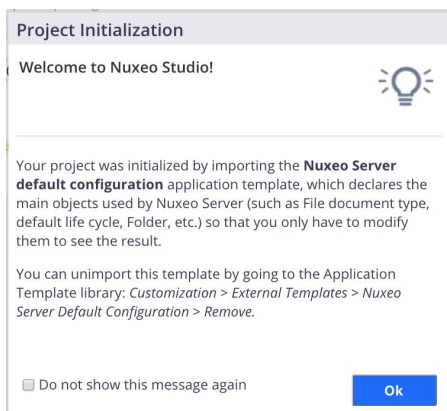 Project Initialization
Welcome to Nuxeo Studio!
Your project was initialized by importing the Nuxeo Server
default configuration application template, which declares the
main objects used by Nuxeo Server (such as File document type,
default life cycle, Folder, etc.) so that you only have to modify
them to see the result.
You can unimport this template by going to the Application
Template library: Customization > External Templates > Nuxeo
Server Default Configuration > Remove.
Do not show this message again
Ok